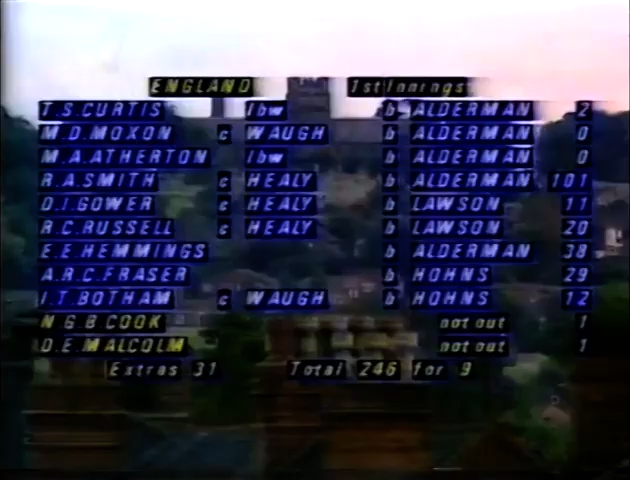 ENGLAND 1st Innings
T.S.CURTIS lbw b ALDERMAN 2
M.D.MOXON c WAUGH b ALDERMAN 0
M.A.ATHERTON lbw b ALDERMAN 0
R.A.SMITH c HEALY b ALDERMAN 101
D.I.GOWER c HEALY b LAWSON 11
R.C.RUSSELL c HEALY b LAWSON 20
E.E.HEMMINGS b ALDERMAN 38
A.R.C.FRASER b HOHNS 29
I.T.BOTHAM c WAUGH b HOHNS 12
N.G.B.COOK not out 1
D.E.MALCOLM not out 1
Extras 31 Total 246 for 9